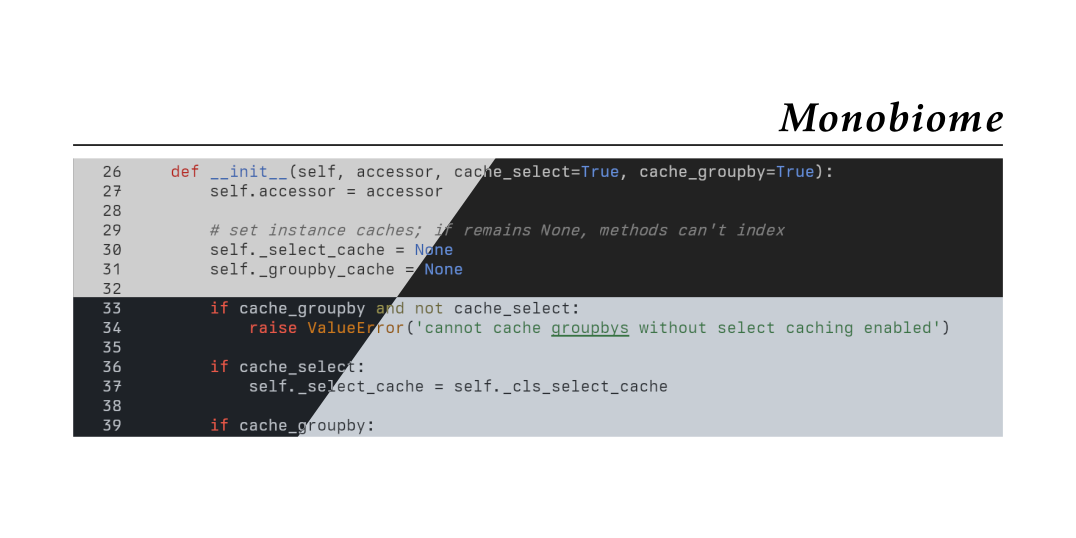 Monobiome
26     def __init__(self, accessor, cache_select=True, cache_groupby=True):
27         self.accessor = accessor
28
29         # set instance caches; if remains None, methods can't index
30         self._select_cache = None
31         self._groupby_cache = None
32
33         if cache_groupby and not cache_select:
34             raise ValueError('cannot cache groupbys without select caching enabled')
35
36         if cache_select:
37             self._select_cache = self._cls_select_cache
38
39         if cache_groupby: